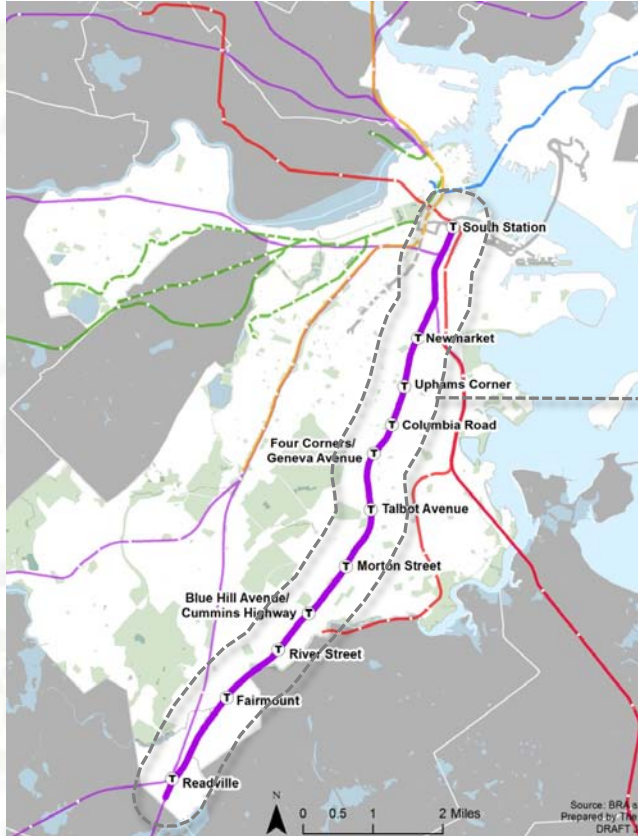 South Station
Newmarket
Uphams Corner
Columbia Road
Four Corners/
Geneva Avenue
Talbot Avenue
Morton Street
Blue Hill Avenue/
Cummins Highway
River Street
Fairmount
Readville
N
0 0.5 1 2 Miles
Source: BRA
Prepared by The
DRAFT